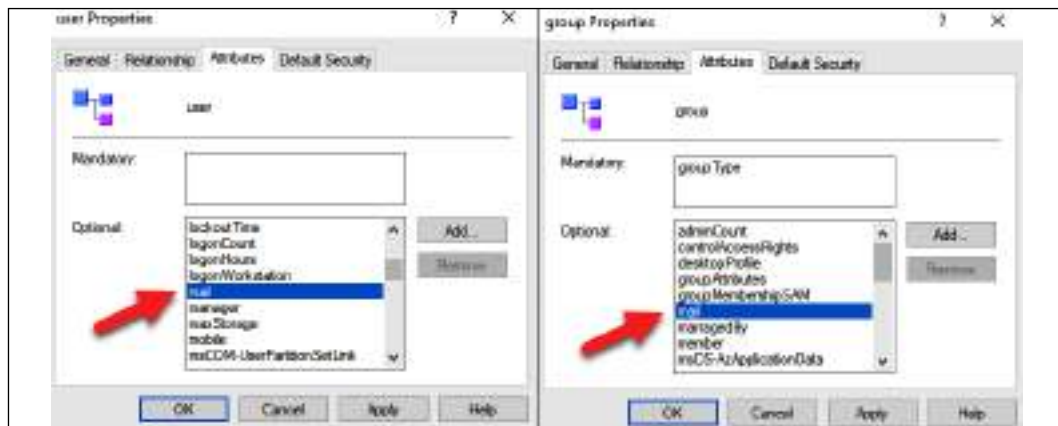 user Properties ? ×
General Relationship Attributes Default Security
user
Mandatory:
Optional:
lockoutTime
logonCount
logonHours
logonWorkstation
mail
manager
maxStorage
mobile
msCOM-UserPartitionSetLink
Add...
Remove
OK Cancel Apply Help
group Properties ? ×
General Relationship Attributes Default Security
group
Mandatory:
groupType
Optional:
adminCount
controlAccessRights
desktopProfile
groupAttributes
groupMembershipSAM
mail
managedBy
member
msDS-AzApplicationData
Add...
Remove
OK Cancel Apply Help